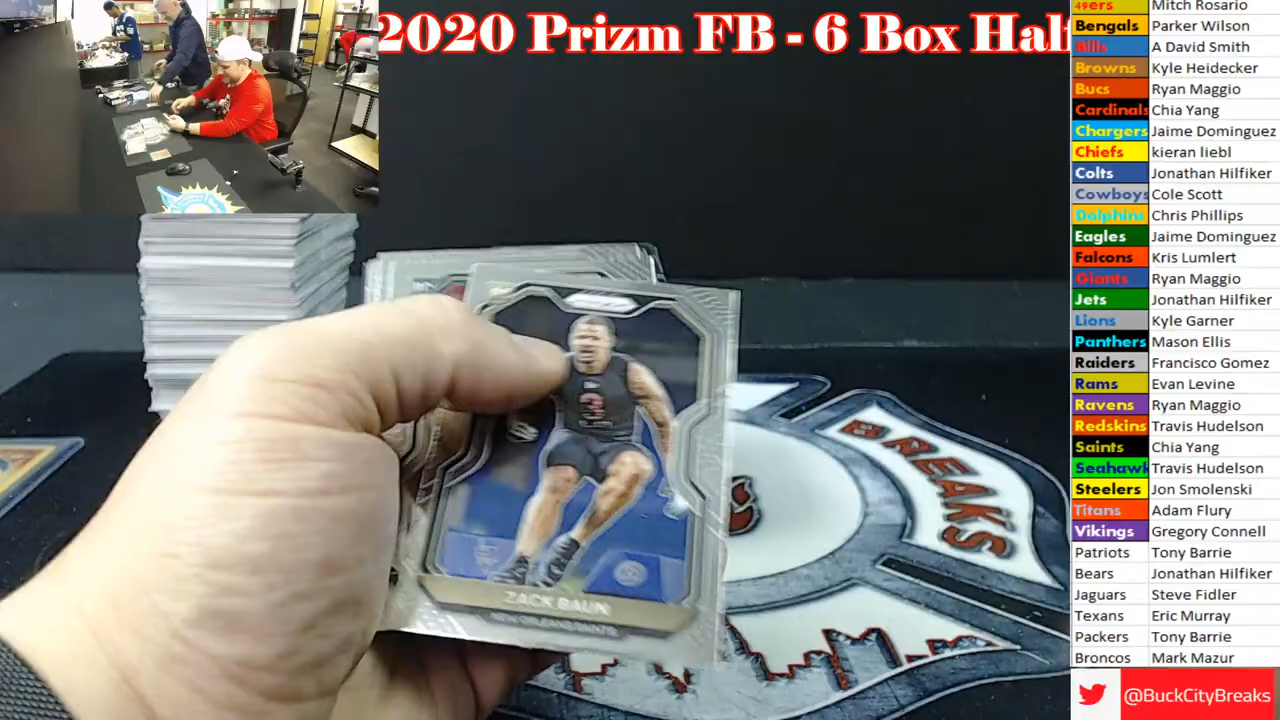 2020 Prizm FB - 6 Box Half
49ers Mitch Rosario
Bengals Parker Wilson
Bills A David Smith
Browns Kyle Heidecker
Bucs Ryan Maggio
Cardinals Chia Yang
Chargers Jaime Dominguez
Chiefs kieran liebl
Colts Jonathan Hilfiker
Cowboys Cole Scott
Dolphins Chris Phillips
Eagles Jaime Dominguez
Falcons Kris Lumlert
Giants Ryan Maggio
Jets Jonathan Hilfiker
Lions Kyle Garner
Panthers Mason Ellis
Raiders Francisco Gomez
Rams Evan Levine
Ravens Ryan Maggio
Redskins Travis Hudelson
Saints Chia Yang
Seahawk Travis Hudelson
Steelers Jon Smolenski
Titans Adam Flury
Vikings Gregory Connell
Patriots Tony Barrie
Bears Jonathan Hilfiker
Jaguars Steve Fidler
Texans Eric Murray
Packers Tony Barrie
Broncos Mark Mazur
@BuckCityBreaks
ZACK BAUN
BREAKS